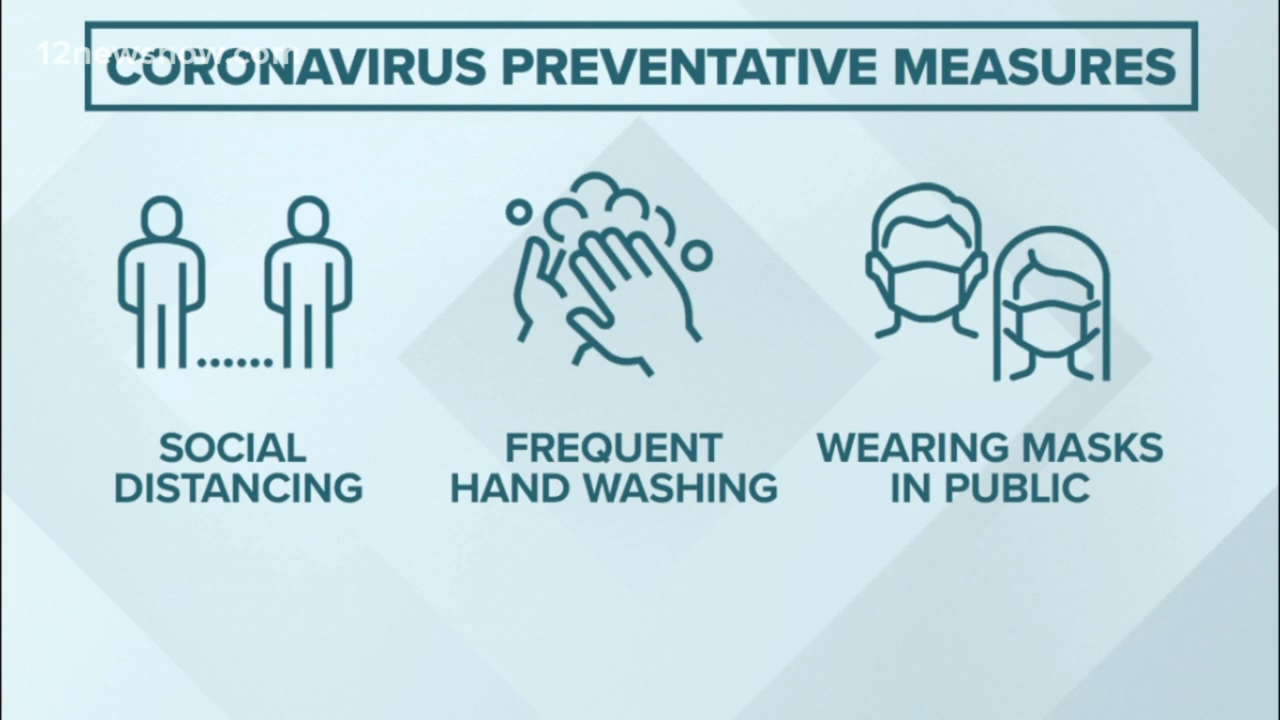 12newsnow.com
CORONAVIRUS PREVENTATIVE MEASURES
SOCIAL
DISTANCING
FREQUENT
HAND WASHING
WEARING MASKS
IN PUBLIC